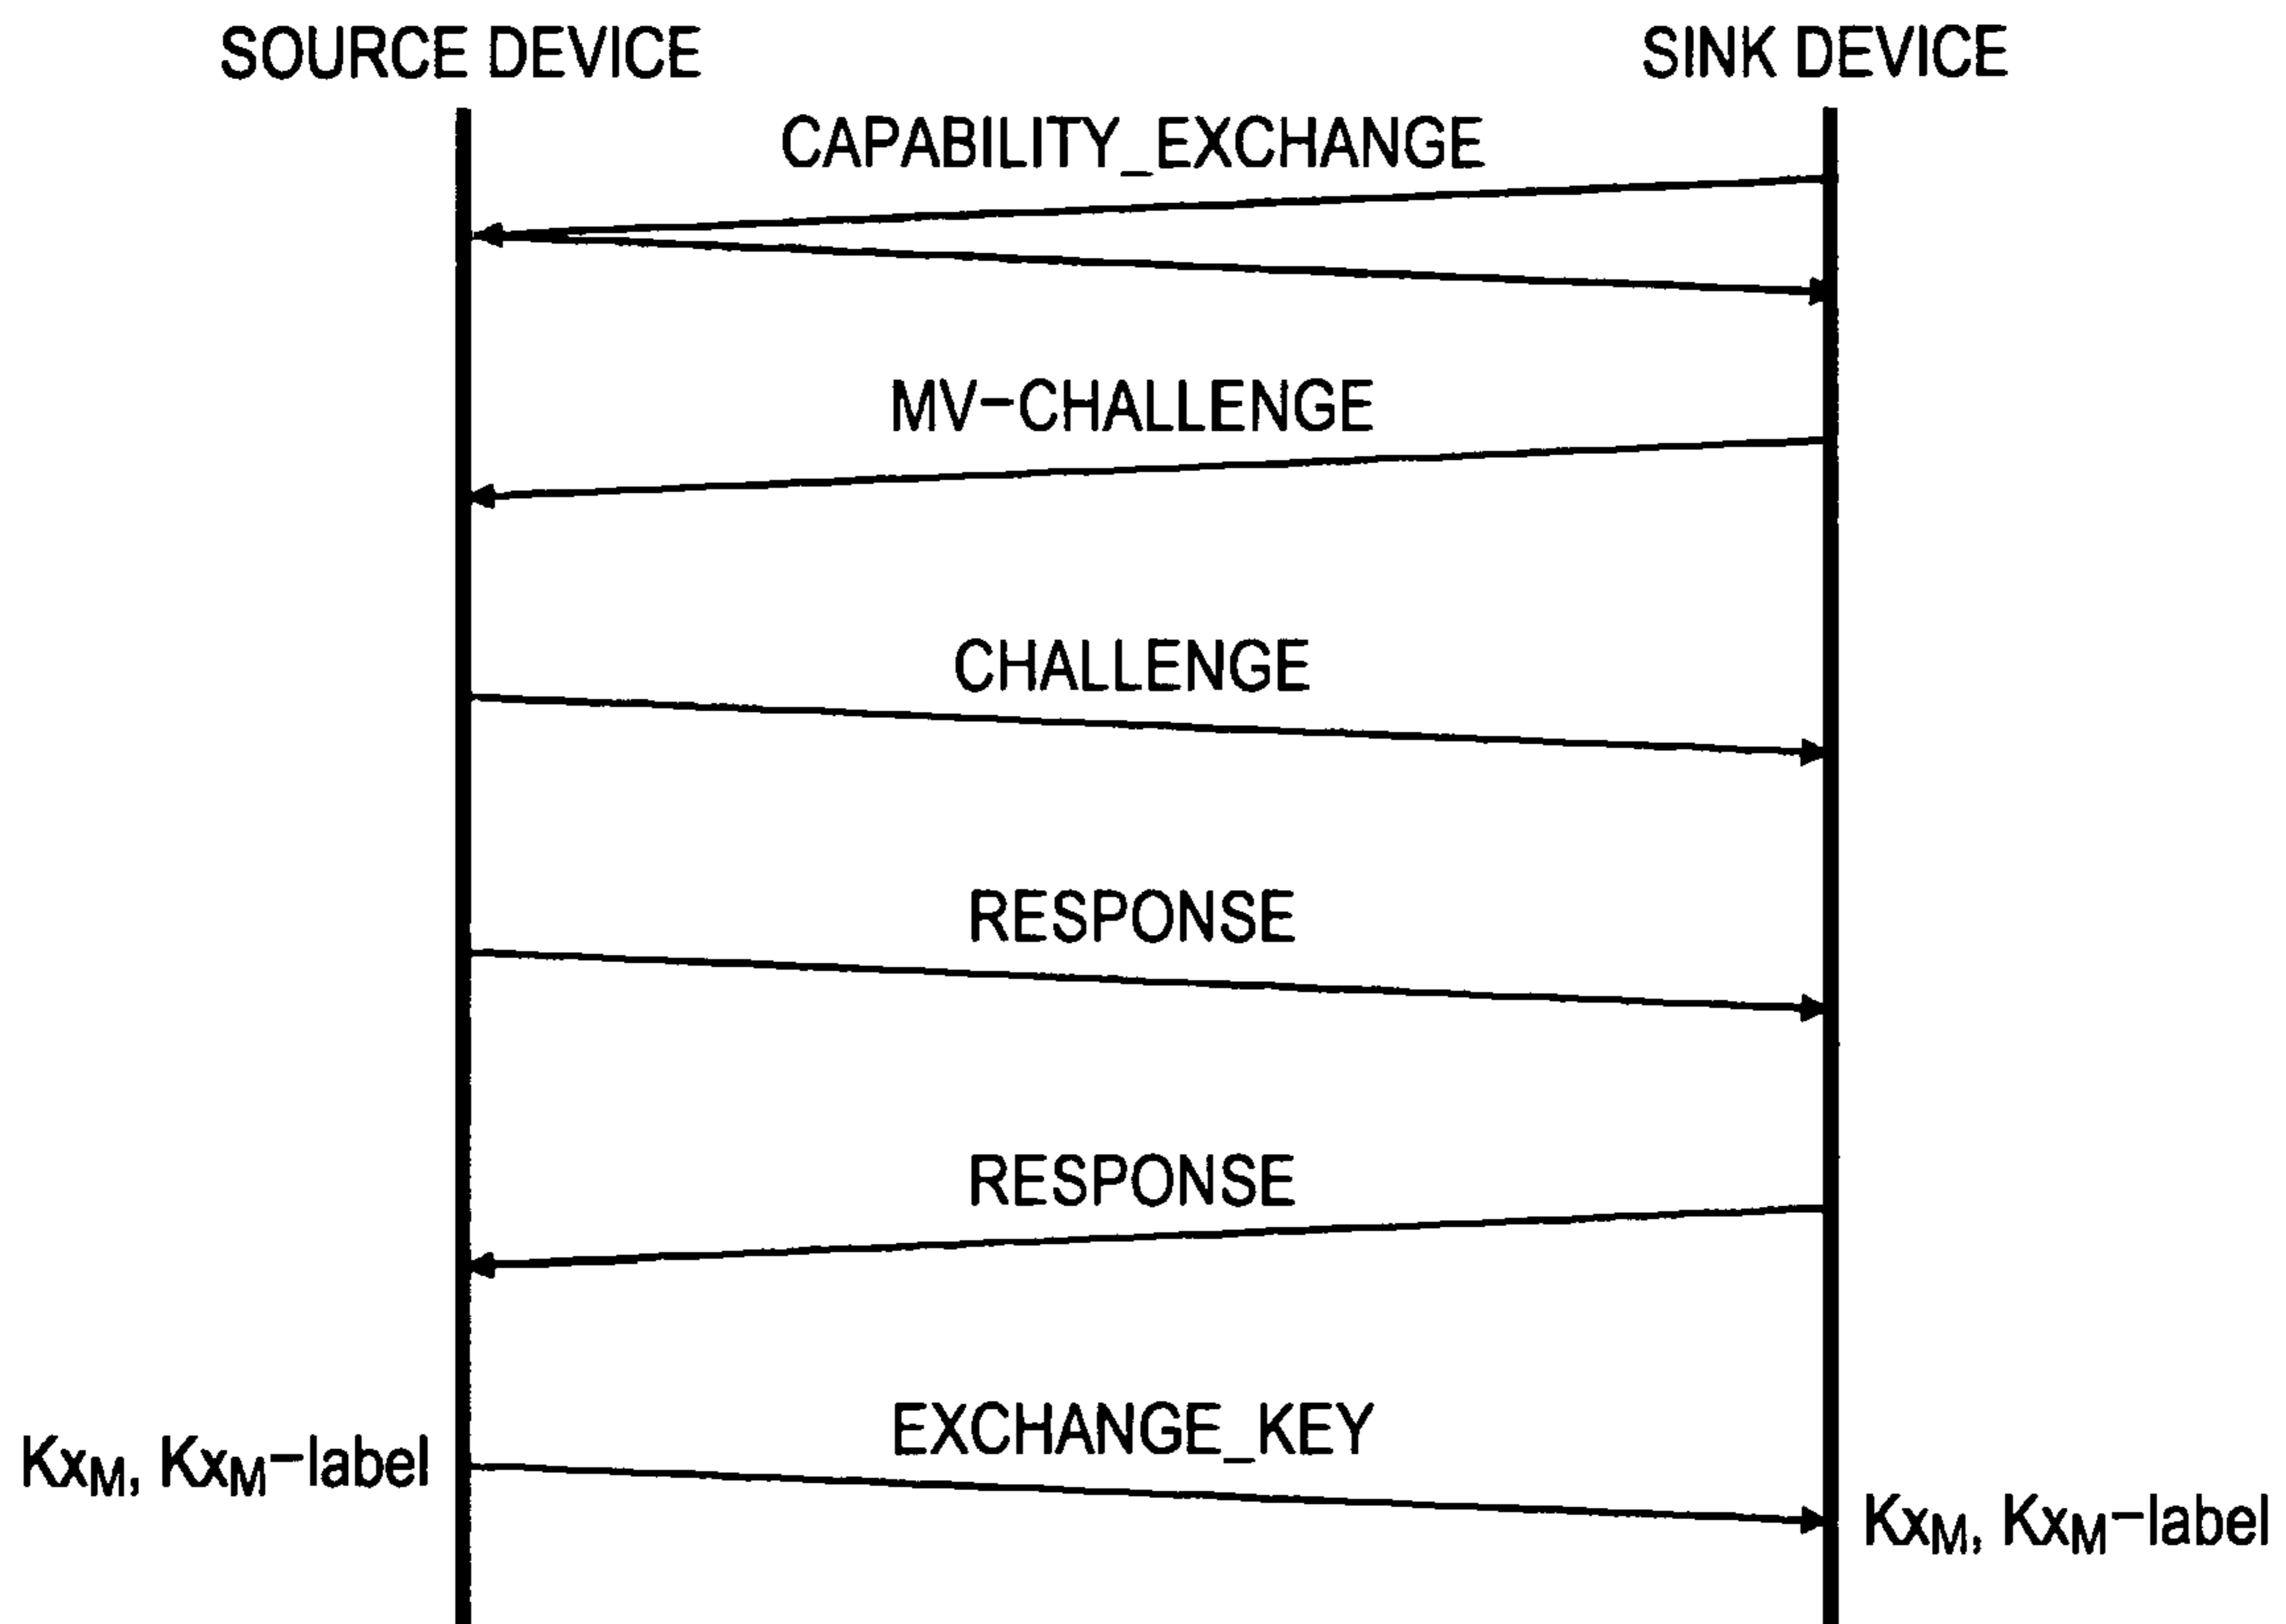 SOURCE DEVICE
SINK DEVICE
CAPABILITY_EXCHANGE
MV-CHALLENGE
CHALLENGE
RESPONSE
RESPONSE
EXCHANGE_KEY
KxM, KxM-label
KxM, KxM-label